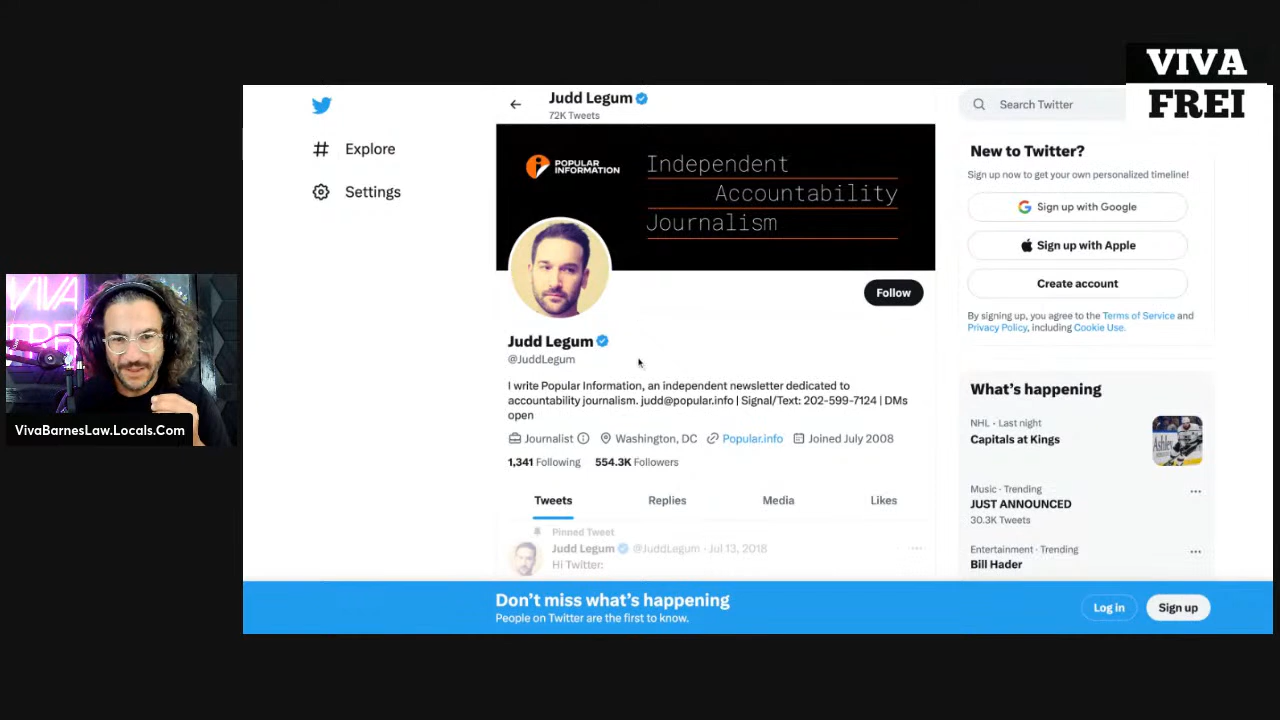 VIVA
FREI
Judd Legum
72K Tweets
Search Twitter
Explore
Settings
POPULAR
INFORMATION
Independent
Accountability
Journalism
New to Twitter?
Sign up now to get your own personalized timeline!
Sign up with Google
Sign up with Apple
Create account
By signing up, you agree to the Terms of Service and
Privacy Policy, including Cookie Use.
Follow
Judd Legum
@JuddLegum
I write Popular Information, an independent newsletter dedicated to
accountability journalism. judd@popular.info | Signal/Text: 202-599-7124 | DMs
open
Journalist Washington, DC Popular.info Joined July 2008
1,341 Following 554.3K Followers
Tweets Replies Media Likes
Pinned Tweet
Judd Legum @JuddLegum · Jul 13, 2018
Hi Twitter:
What's happening
NHL · Last night
Capitals at Kings
Ashley
Music · Trending
JUST ANNOUNCED
30.3K Tweets
Entertainment · Trending
Bill Hader
VIVA
FREI
VivaBarnesLaw.Locals.Com
Don't miss what's happening
People on Twitter are the first to know.
Log in
Sign up